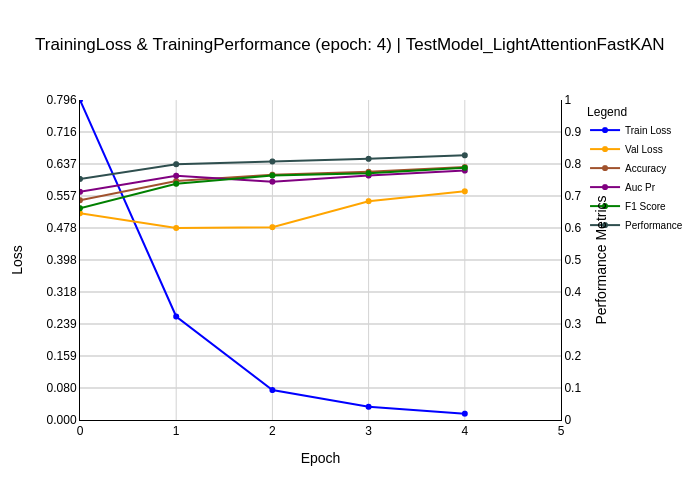 TrainingLoss & TrainingPerformance (epoch: 4) | TestModel_LightAttentionFastKAN
0.796
0.716
0.637
0.557
0.478
0.398
0.318
0.239
0.159
0.080
0.000
Loss
0
1
2
3
4
5
Epoch
1
0.9
0.8
0.7
0.6
0.5
0.4
0.3
0.2
0.1
0
Performance Metrics
Legend
Train Loss
Val Loss
Accuracy
Auc Pr
F1 Score
Performance